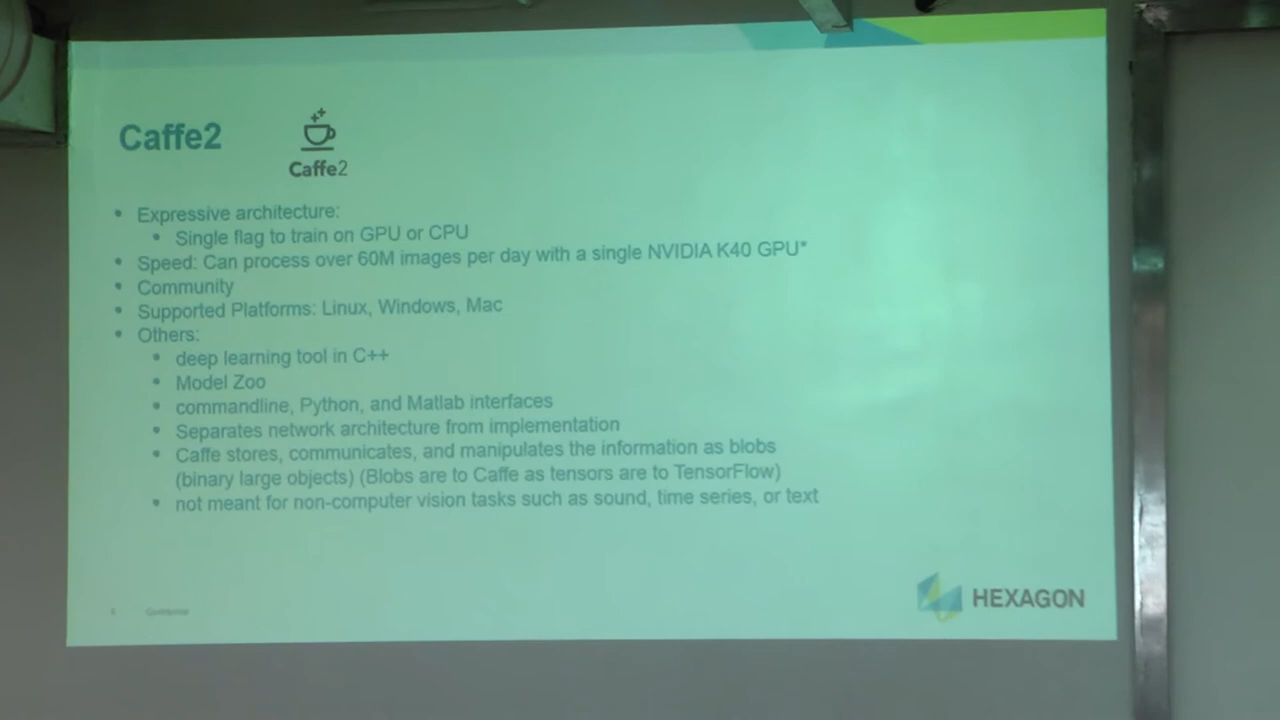 Caffe2
Caffe2
• Expressive architecture:
• Single flag to train on GPU or CPU
• Speed: Can process over 60M images per day with a single NVIDIA K40 GPU*
• Community
• Supported Platforms: Linux, Windows, Mac
• Others:
• deep learning tool in C++
• Model Zoo
• commandline, Python, and Matlab interfaces
• Separates network architecture from implementation
• Caffe stores, communicates, and manipulates the information as blobs
(binary large objects) (Blobs are to Caffe as tensors are to TensorFlow)
• not meant for non-computer vision tasks such as sound, time series, or text
Confidential
HEXAGON